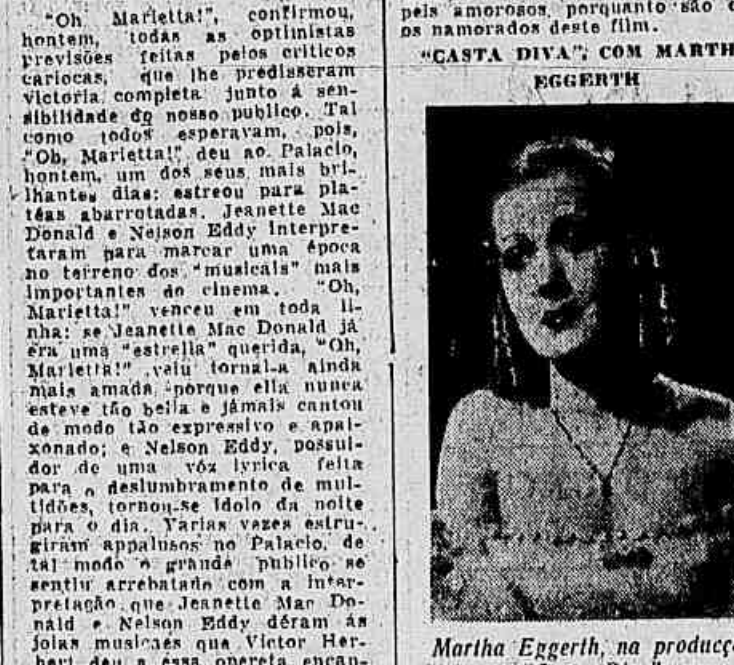 "Oh, Marietta!", confirmou,
hontem, todas as optimistas
previsões feitas pelos criticos
cariocas, que lhe predisseram
victoria completa junto á sen-
sibilidade do nosso publico. Tal
como todos esperavam, pois,
"Oh, Marietta!" deu ao Palacio,
hontem, um dos seus mais bri-
lhantes dias: estreou para pla-
téas abarrotadas. Jeanette Mac
Donald e Nelson Eddy interpre-
taram para marcar uma época
no terreno dos "musicals" mais
importantes do cinema. "Oh,
Marietta!" venceu em toda li-
nha: se Jeanette Mac Donald já
era uma "estrella" querida, "Oh,
Marietta!" veiu tornal-a ainda
mais amada porque ella nunca
esteve tão bella e jámais cantou
de modo tão expressivo e apai-
xonado; e Nelson Eddy, possui-
dor de uma vóz lyrica feita
para o deslumbramento de mul-
tidões, tornou-se idolo da noite
para o dia. Varias vezes estru-
giram appalusos no Palacio, de
tal modo o grande publico se
sentiu arrebatado com a inter-
pretação que Jeanette Mac Do-
nald e Nelson Eddy déram ás
joias musicaes que Victor Her-
bert deu a essa opereta encan-
peis amorosos, porquanto são
os namorados deste film.
"CASTA DIVA", COM MARTH
EGGERTH
Martha Eggerth, na producç